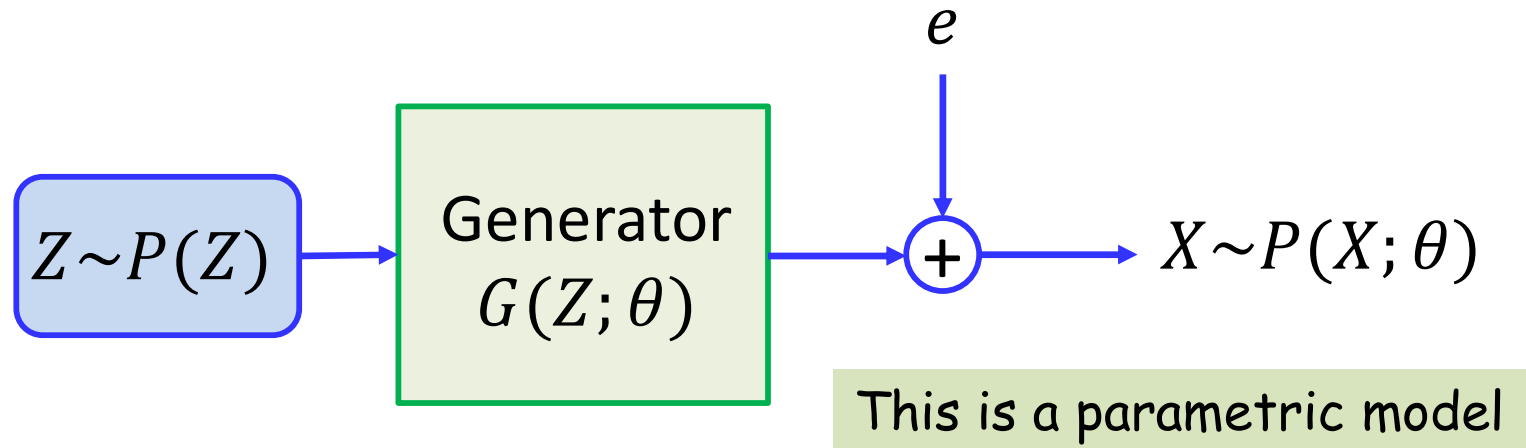 e
Z~P(Z)
Generator
G(Z; θ)
+
X~P(X; θ)
This is a parametric model